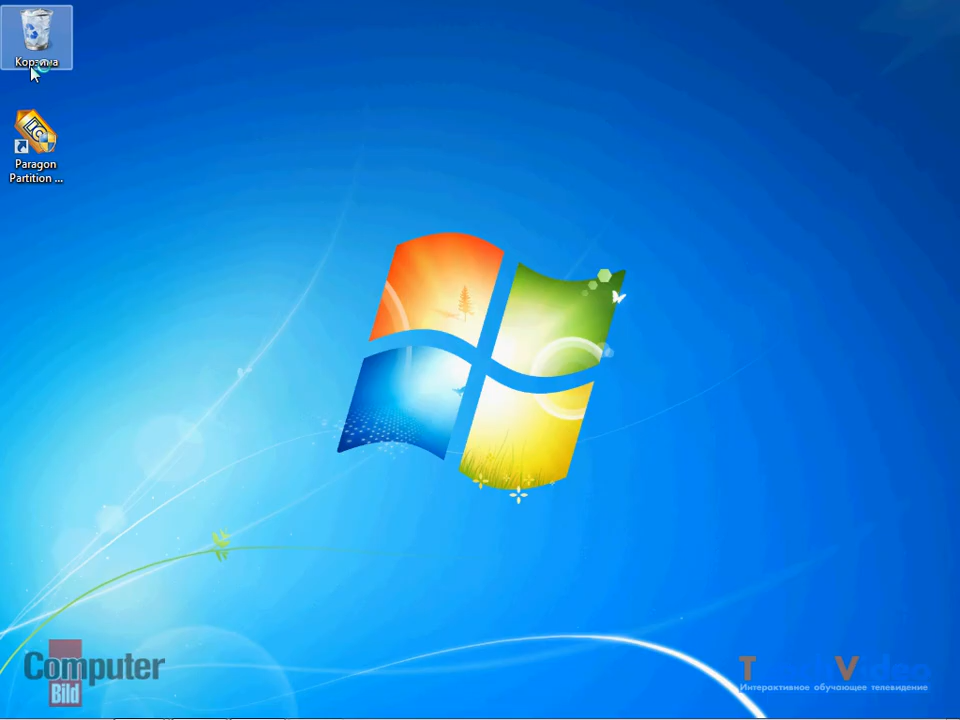 Корзина
Paragon
Partition ...
Computer
Bild
Интерактивное обучающее телевидение